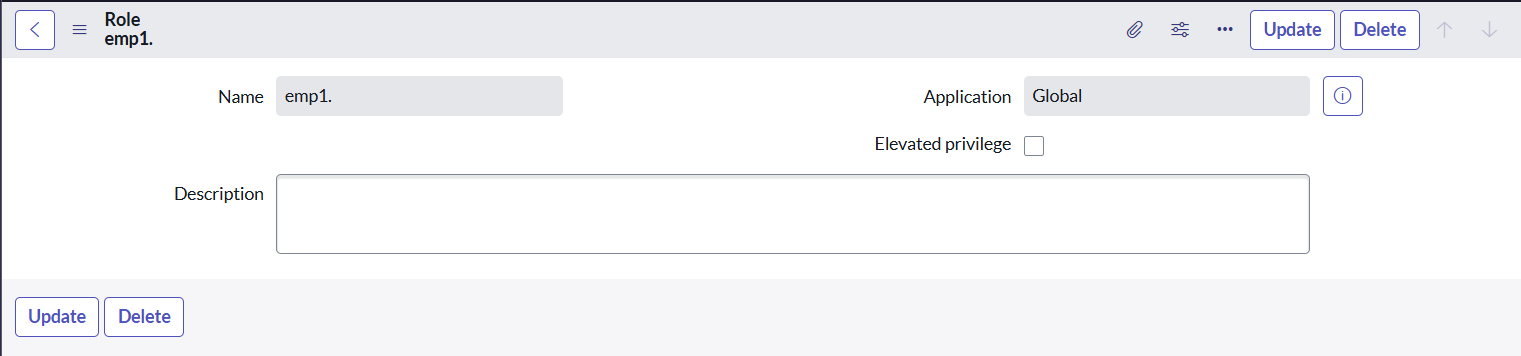 Role
emp1.
Update Delete
Name emp1. Application Global
Elevated privilege
Description
Update Delete